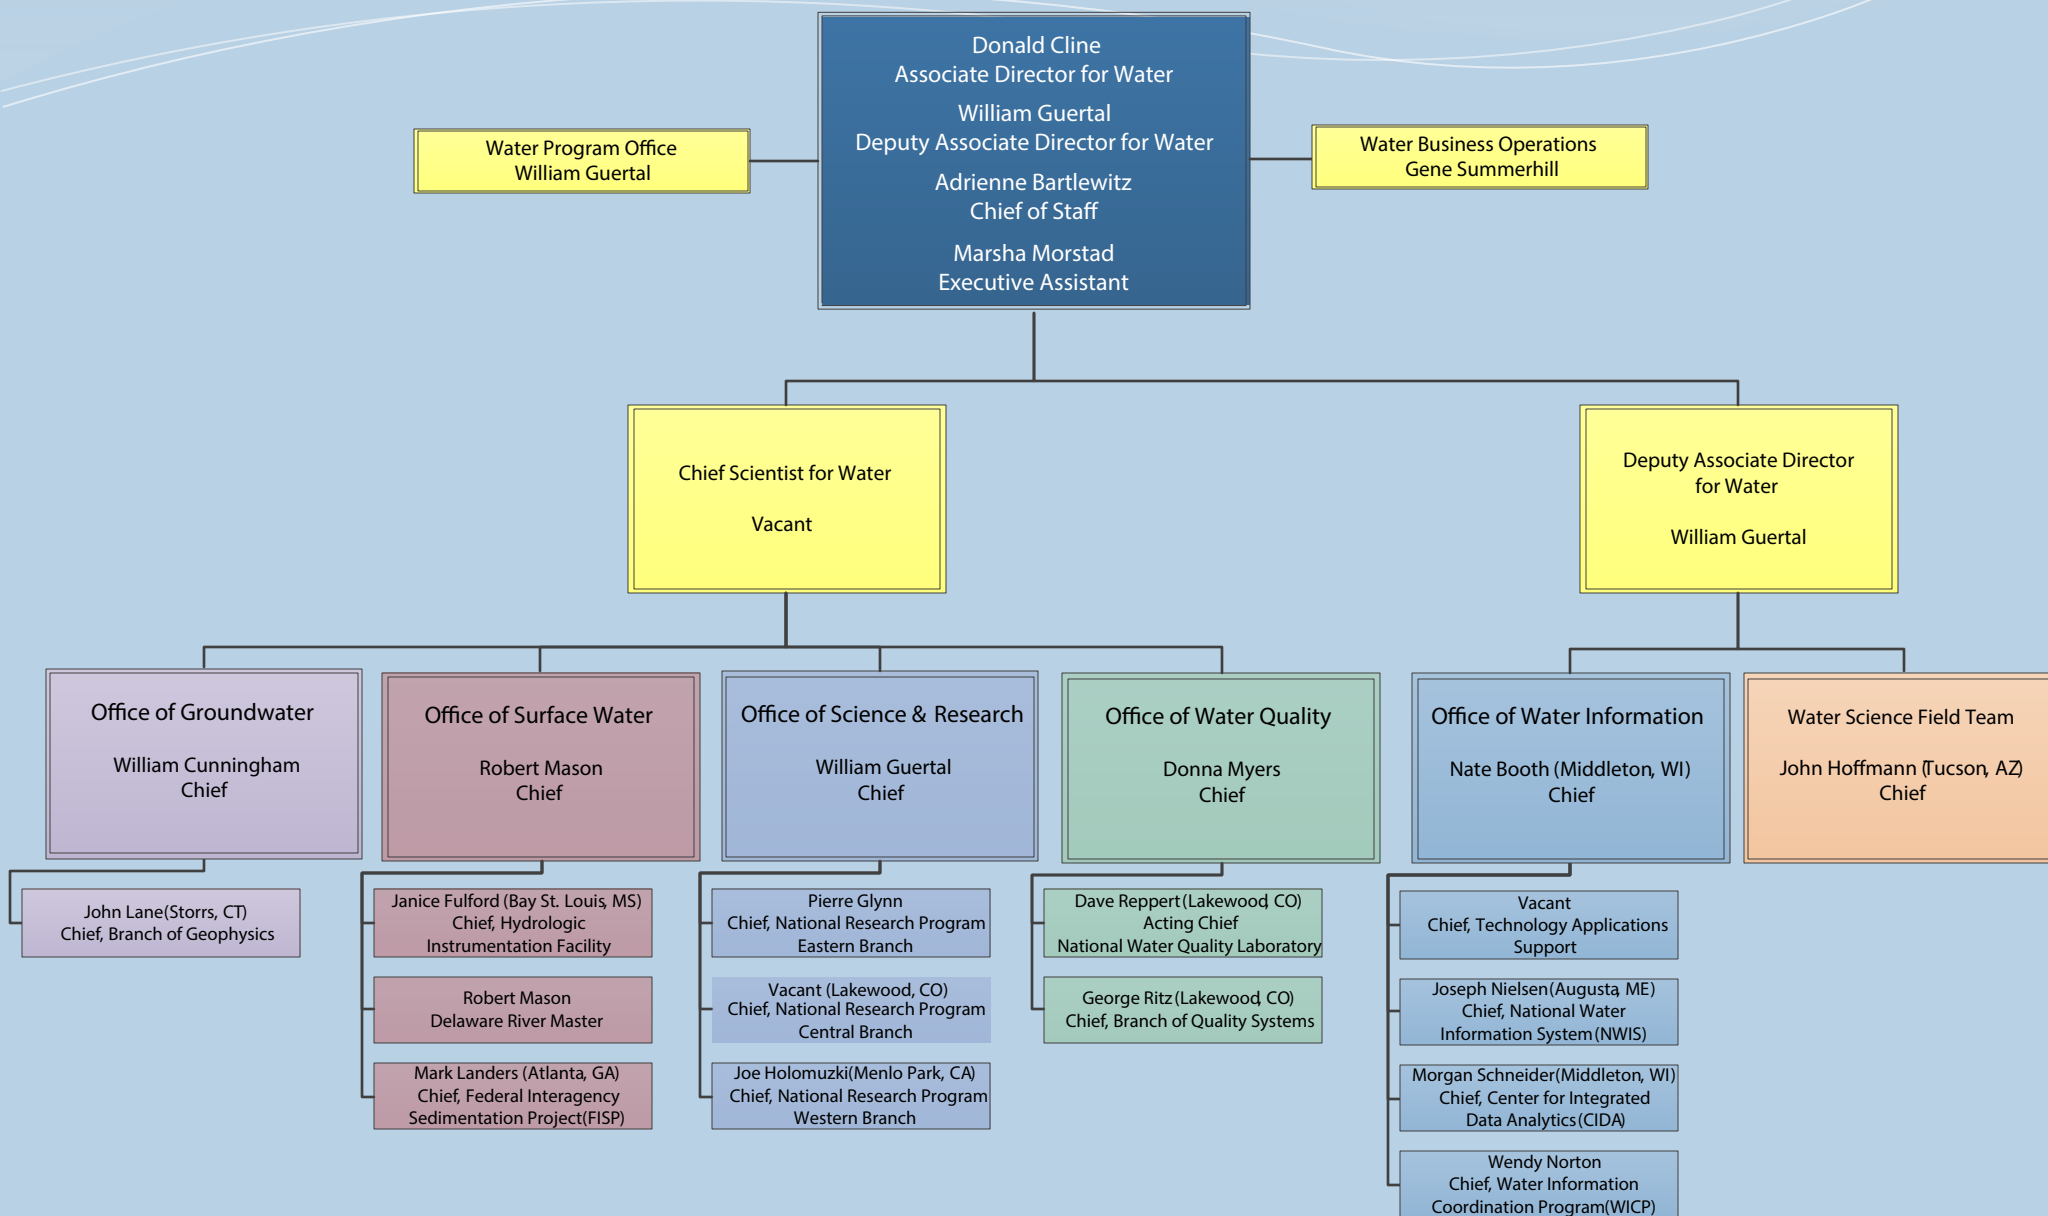 Donald Cline
Associate Director for Water
William Guertal
Deputy Associate Director for Water
Adrienne Bartlewitz
Chief of Staff
Marsha Morstad
Executive Assistant
Water Program Office
William Guertal
Water Business Operations
Gene Summerhill
Chief Scientist for Water
Vacant
Deputy Associate Director
for Water
William Guertal
Office of Groundwater
William Cunningham
Chief
Office of Surface Water
Robert Mason
Chief
Office of Science & Research
William Guertal
Chief
Office of Water Quality
Donna Myers
Chief
Office of Water Information
Nate Booth (Middleton, WI)
Chief
Water Science Field Team
John Hoffmann (Tucson, AZ)
Chief
John Lane(Storrs, CT)
Chief, Branch of Geophysics
Janice Fulford (Bay St. Louis, MS)
Chief, Hydrologic
Instrumentation Facility
Robert Mason
Delaware River Master
Mark Landers (Atlanta, GA)
Chief, Federal Interagency
Sedimentation Project(FISP)
Pierre Glynn
Chief, National Research Program
Eastern Branch
Vacant (Lakewood, CO)
Chief, National Research Program
Central Branch
Joe Holomuzki(Menlo Park, CA)
Chief, National Research Program
Western Branch
Dave Reppert (Lakewood, CO)
Acting Chief
National Water Quality Laboratory
George Ritz (Lakewood, CO)
Chief, Branch of Quality Systems
Vacant
Chief, Technology Applications
Support
Joseph Nielsen(Augusta, ME)
Chief, National Water
Information System(NWIS)
Morgan Schneider(Middleton, WI)
Chief, Center for Integrated
Data Analytics(CIDA)
Wendy Norton
Chief, Water Information
Coordination Program(WICP)